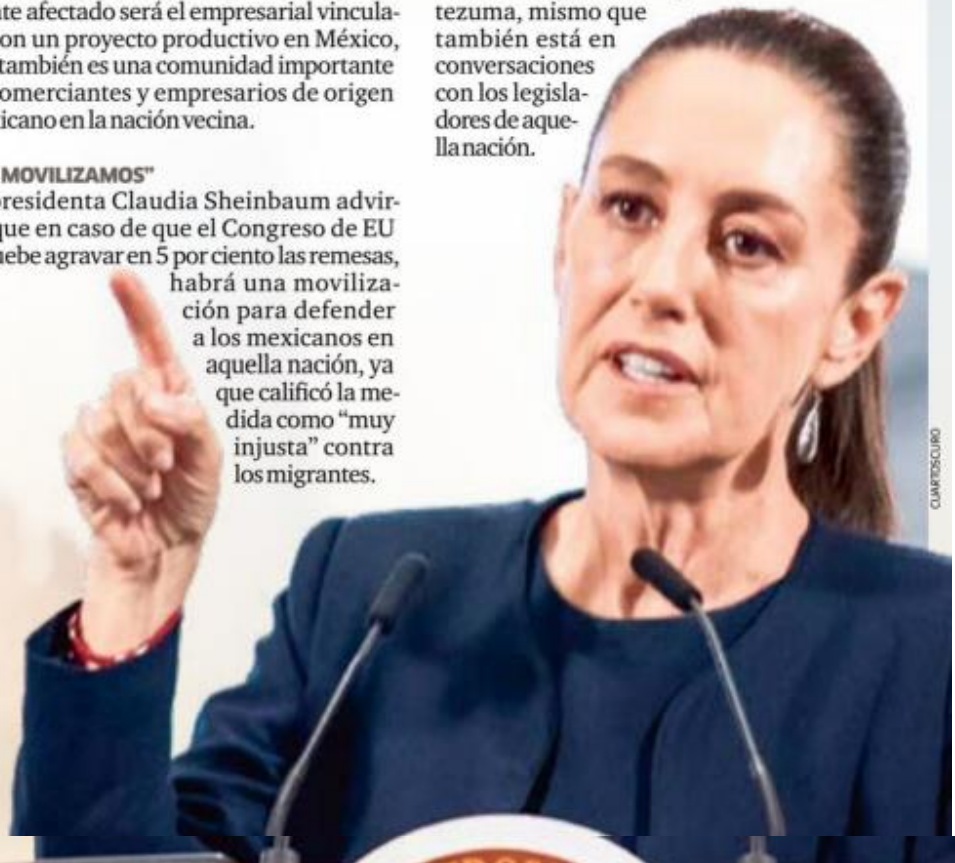 te afectado será el empresarial vincula-
on un proyecto productivo en México,
también es una comunidad importante
omerciantes y empresarios de origen
icano en la nación vecina.
MOVILIZAMOS”
presidenta Claudia Sheinbaum advir-
que en caso de que el Congreso de EU
uebe agravar en 5 por ciento las remesas,
habrá una moviliza-
ción para defender
a los mexicanos en
aquella nación, ya
que calificó la me-
dida como “muy
injusta” contra
los migrantes.
tezuma, mismo que
también está en
conversaciones
con los legisla-
dores de aque-
lla nación.
CUARTOSCURO